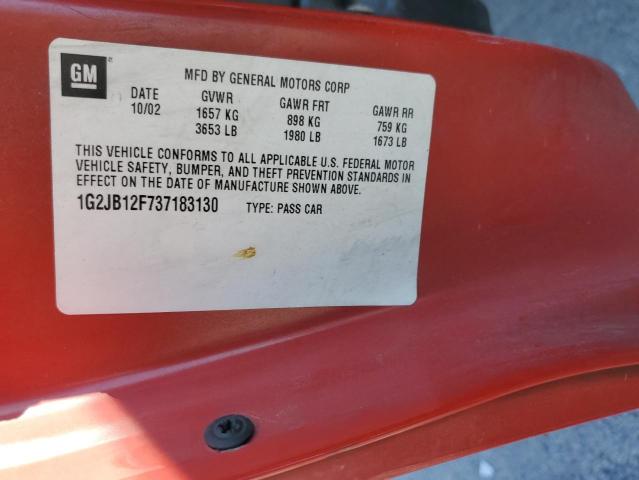 GM
MFD BY GENERAL MOTORS CORP
DATE GVWR GAWR FRT GAWR RR
10/02 1657 KG 898 KG 759 KG
3653 LB 1980 LB 1673 LB
THIS VEHICLE CONFORMS TO ALL APPLICABLE U.S. FEDERAL MOTOR
VEHICLE SAFETY, BUMPER, AND THEFT PREVENTION STANDARDS IN
EFFECT ON THE DATE OF MANUFACTURE SHOWN ABOVE.
1G2JB12F737183130 TYPE: PASS CAR